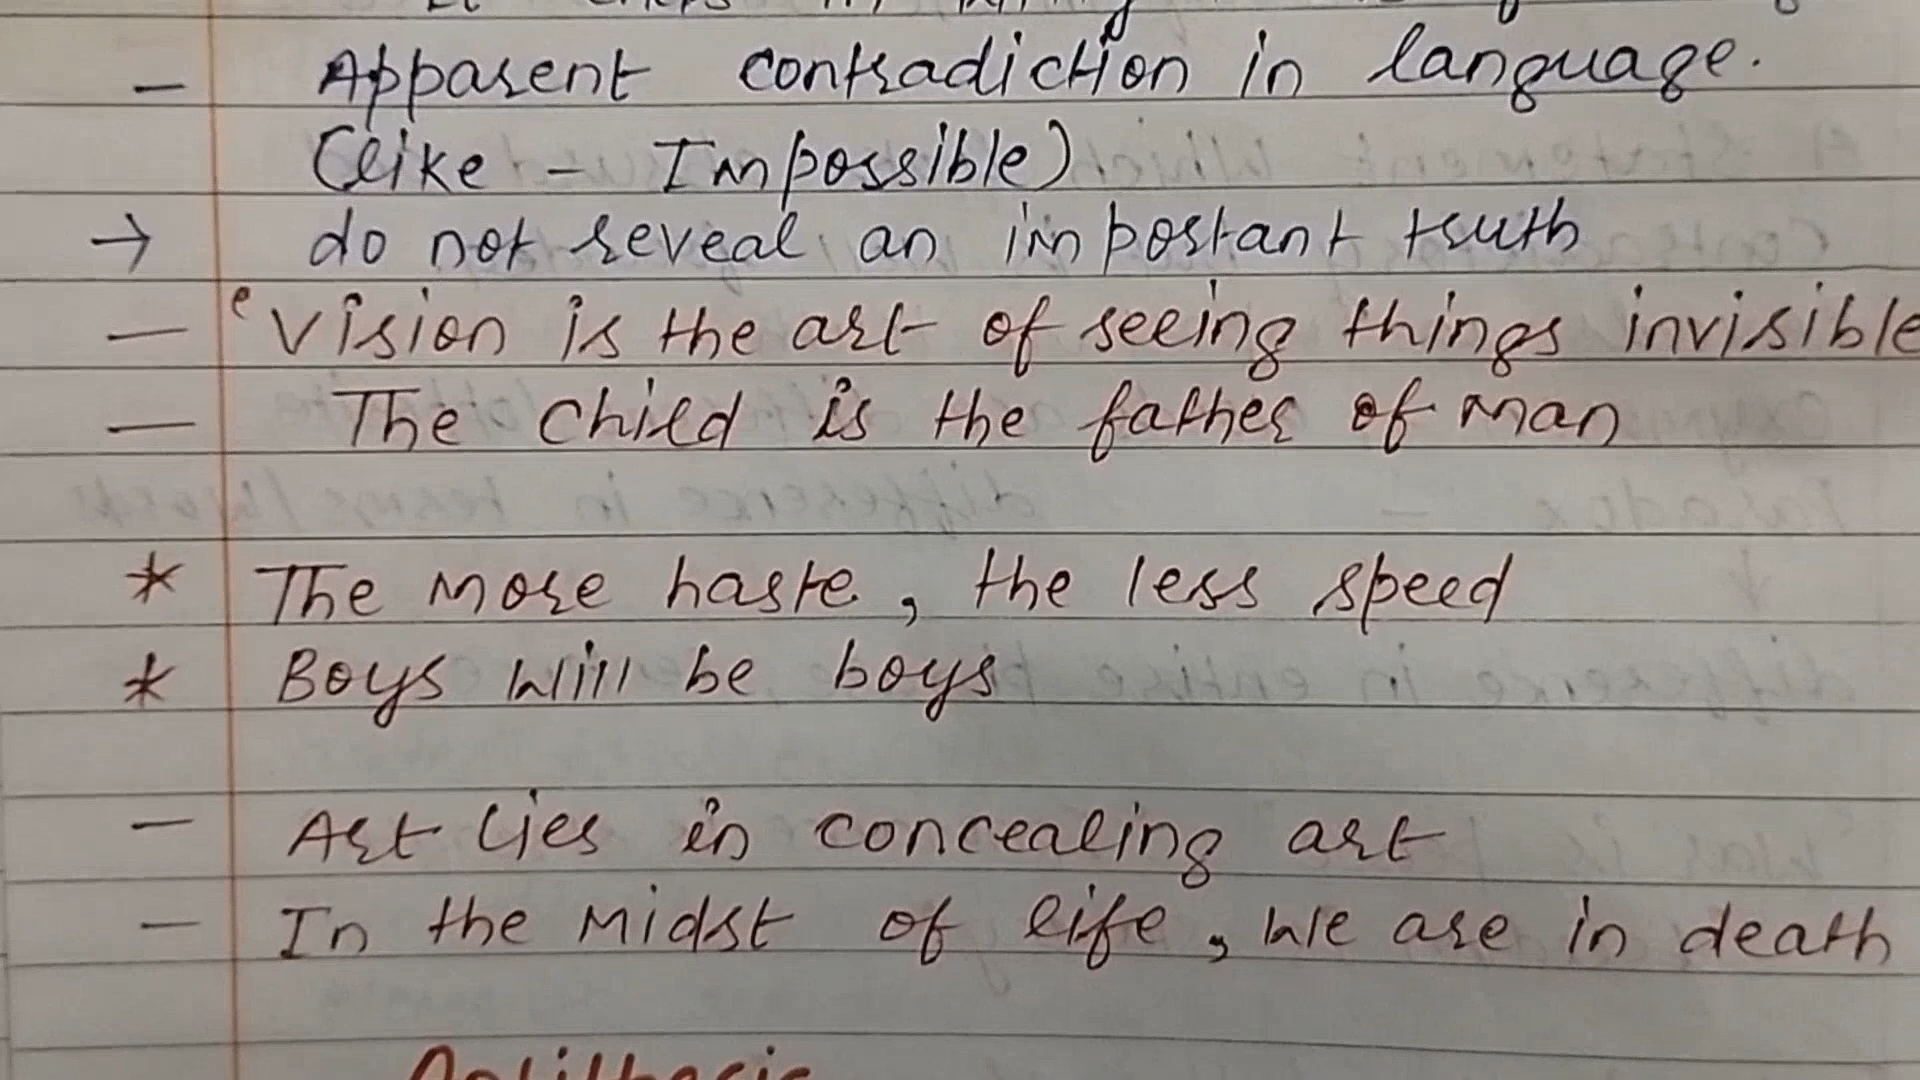 - Apparent contradiction in language.
(like - Impossible)
→ do not reveal an important truth
- 'Vision is the art of seeing things invisible
- The child is the father of man
* The more haste, the less speed
* Boys will be boys
- Art lies in concealing art
- In the midst of life, we are in death
Antithesis